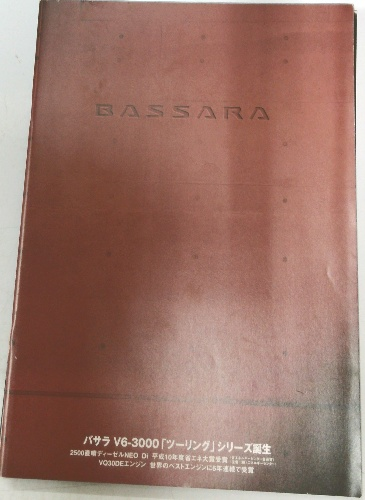 BASSARA
バサラ V6-3000「ツーリング」シリーズ誕生
2500直噴ディーゼルNEO Di 平成10年度省エネ大賞受賞
VQ30DEエンジン 世界のベストエンジンに5年連続で受賞